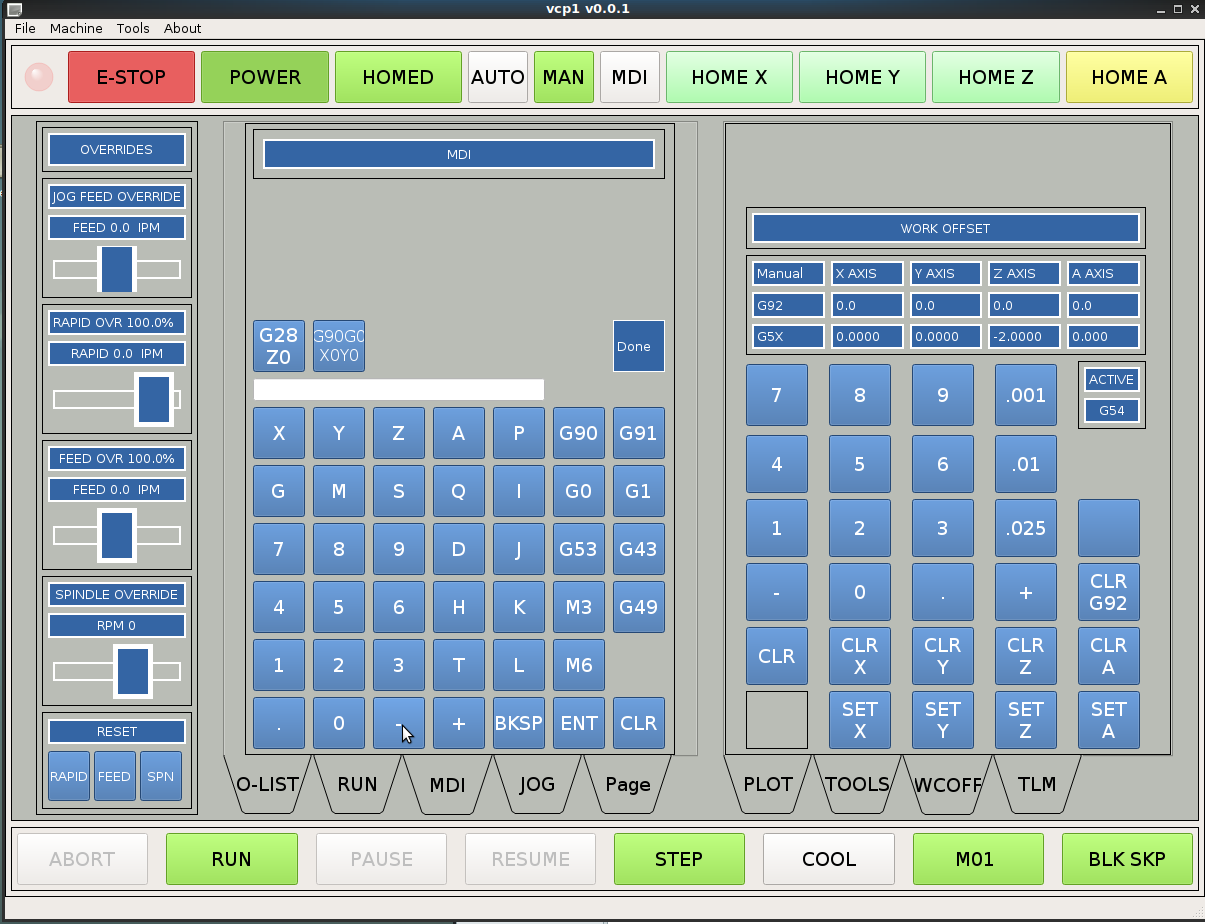 vcp1 v0.0.1
File Machine Tools About
E-STOP POWER HOMED AUTO MAN MDI HOME X HOME Y HOME Z HOME A
OVERRIDES
JOG FEED OVERRIDE
FEED 0.0 IPM
RAPID OVR 100.0%
RAPID 0.0 IPM
FEED OVR 100.0%
FEED 0.0 IPM
SPINDLE OVERRIDE
RPM 0
RESET
RAPID FEED SPN
MDI
G28 Z0
G90G0 X0Y0
Done
X Y Z A P G90 G91
G M S Q I G0 G1
7 8 9 D J G53 G43
4 5 6 H K M3 G49
1 2 3 T L M6
. 0 - + BKSP ENT CLR
O-LIST RUN MDI JOG Page
WORK OFFSET
Manual X AXIS Y AXIS Z AXIS A AXIS
G92 0.0 0.0 0.0 0.0
G5X 0.0000 0.0000 -2.0000 0.000
ACTIVE
G54
7 8 9 .001
4 5 6 .01
1 2 3 .025
- 0 . + CLR G92
CLR CLR X CLR Y CLR Z CLR A
SET X SET Y SET Z SET A
PLOT TOOLS WCOFF TLM
ABORT RUN PAUSE RESUME STEP COOL M01 BLK SKP